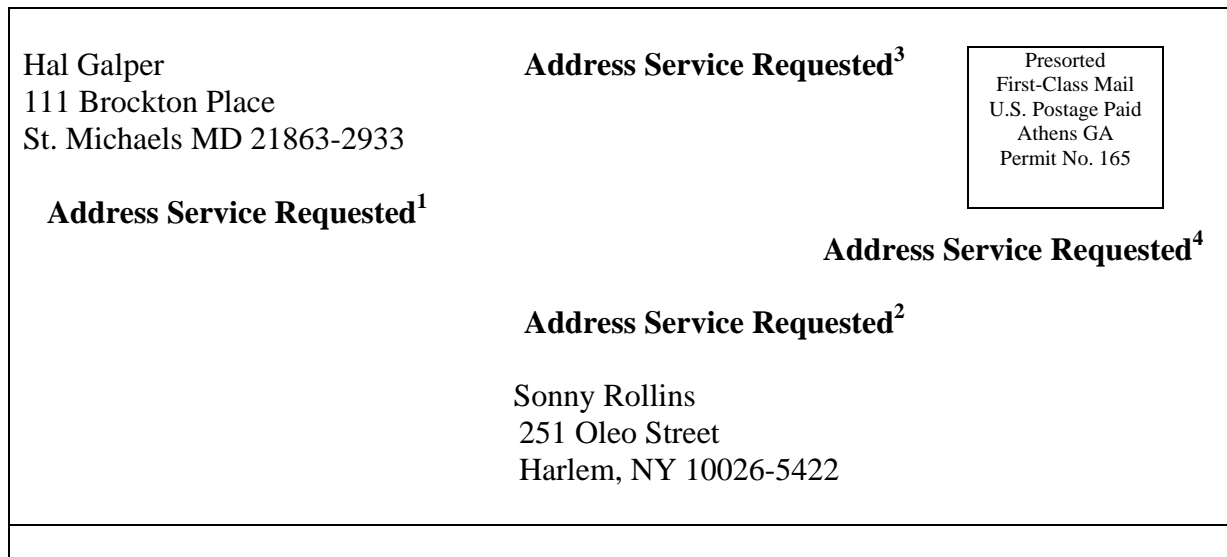 Hal Galper
111 Brockton Place
St. Michaels MD 21863-2933
Address Service Requested¹
Address Service Requested³
Presorted
First-Class Mail
U.S. Postage Paid
Athens GA
Permit No. 165
Address Service Requested⁴
Address Service Requested²
Sonny Rollins
251 Oleo Street
Harlem, NY 10026-5422